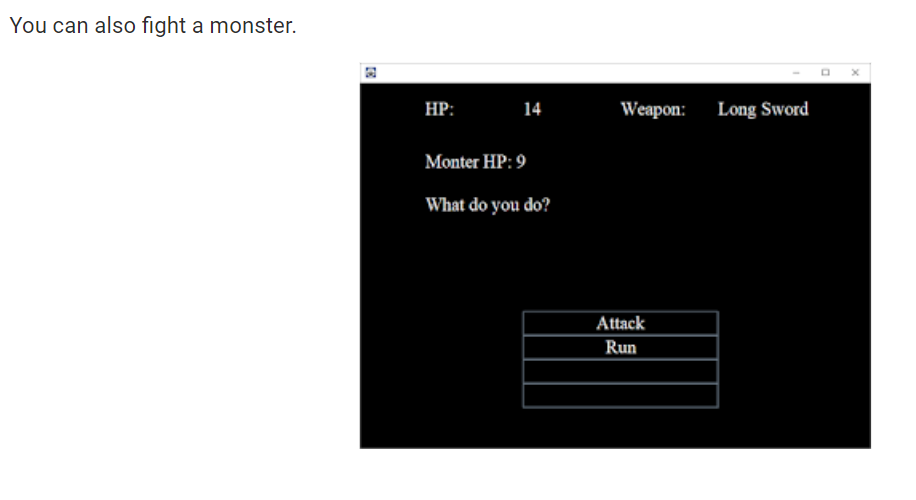 You can also fight a monster.
HP: 14 Weapon: Long Sword
Monter HP: 9
What do you do?
Attack
Run